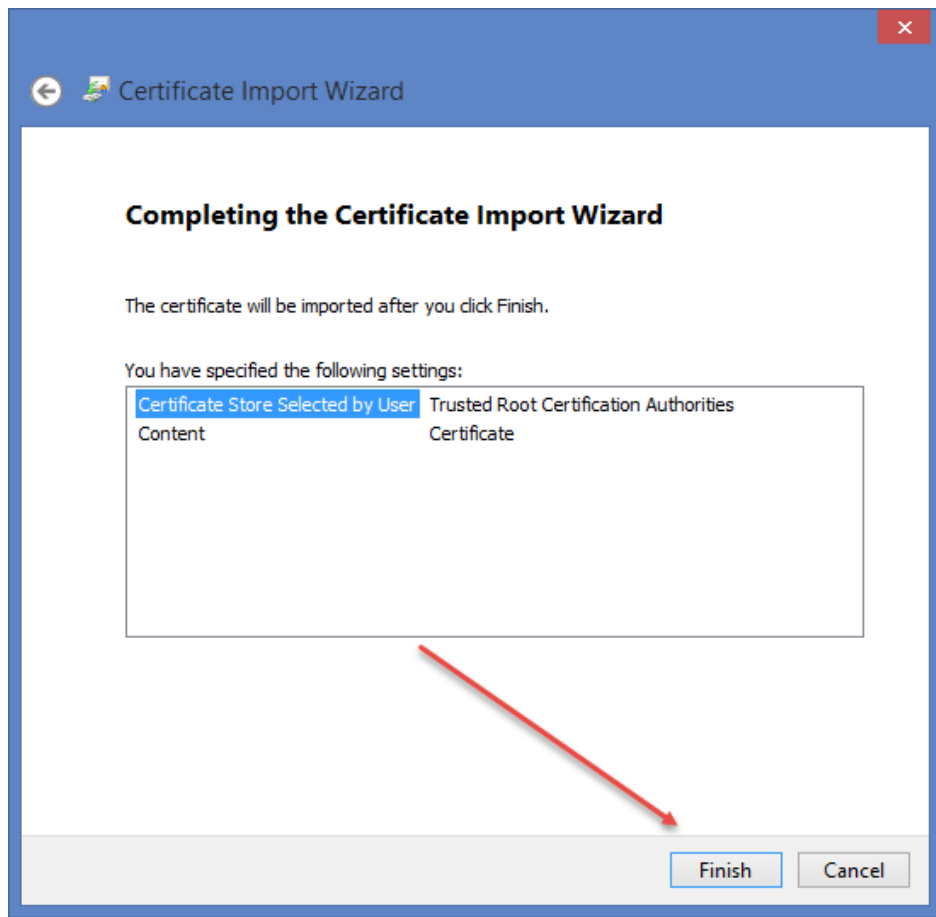 Certificate Import Wizard
Completing the Certificate Import Wizard
The certificate will be imported after you click Finish.
You have specified the following settings:
Certificate Store Selected by User Trusted Root Certification Authorities
Content Certificate
Finish Cancel